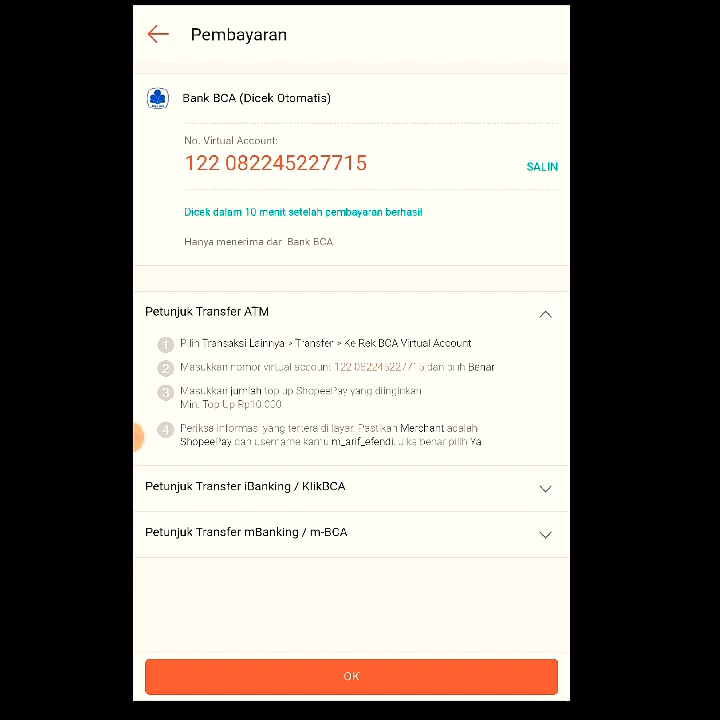 Pembayaran
Bank BCA (Dicek Otomatis)
No. Virtual Account:
122 082245227715
SALIN
Dicek dalam 10 menit setelah pembayaran berhasil
Hanya menerima dari Bank BCA
Petunjuk Transfer ATM
1 Pilih Transaksi Lainnya > Transfer > Ke Rek BCA Virtual Account
2 Masukkan nomor virtual account 122 082245227715 dan pilih Benar
3 Masukkan jumlah top up ShopeePay yang diinginkan
Min. Top Up Rp10.000
4 Periksa informasi yang tertera di layar. Pastikan Merchant adalah
ShopeePay dan username kamu m_arif_efendi. Jika benar pilih Ya
Petunjuk Transfer iBanking / KlikBCA
Petunjuk Transfer mBanking / m-BCA
OK